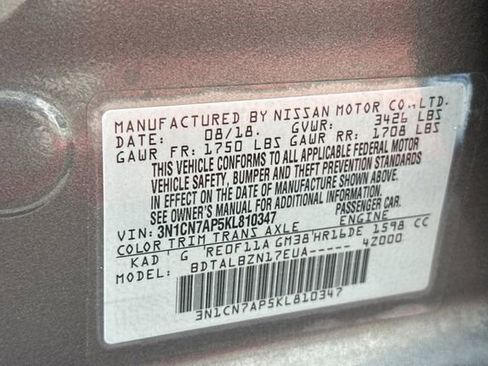 MANUFACTURED BY NISSAN MOTOR CO., LTD.
DATE: 08/18. GVWR: 3426 LBS
GAWR FR: 1750 LBS GAWR RR: 1708 LBS
THIS VEHICLE CONFORMS TO ALL APPLICABLE FEDERAL MOTOR
VEHICLE SAFETY, BUMPER AND THEFT PREVENTION STANDARDS
IN EFFECT ON THE DATE OF MANUFACTURE SHOWN ABOVE.
SEE OWNER'S MANUAL FOR ADDITIONAL INFORMATION.
VIN: 3N1CN7AP5KL810347 PASSENGER CAR.
COLOR TRIM TRANS AXLE ENGINE
KAD G RE0F11A GM38 HR16DE 1598 CC
MODEL: BDTALBZN17EUA----- 4Z000
3N1CN7AP5KL810347